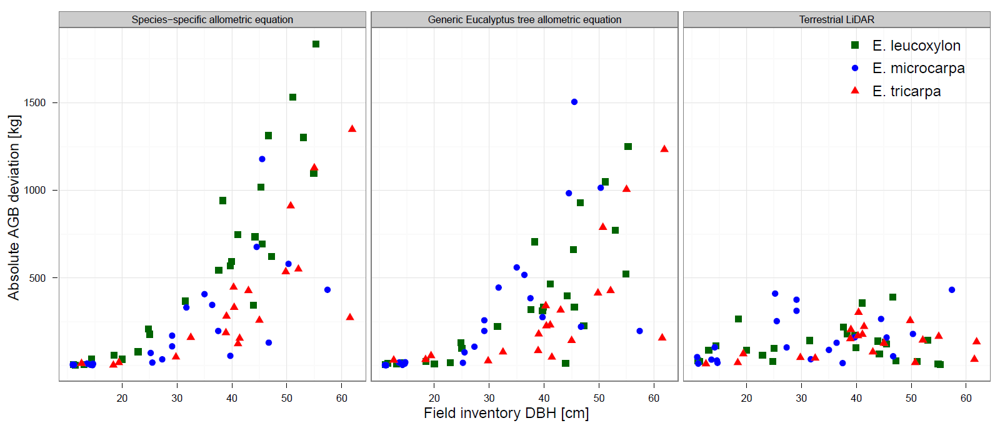 Species−specific allometric equation
Generic Eucalyptus tree allometric equation
Terrestrial LiDAR
E. leucoxylon
E. microcarpa
E. tricarpa
Absolute AGB deviation [kg]
1500
1000
500
20 30 40 50 60
20 30 40 50 60
20 30 40 50 60
Field inventory DBH [cm]